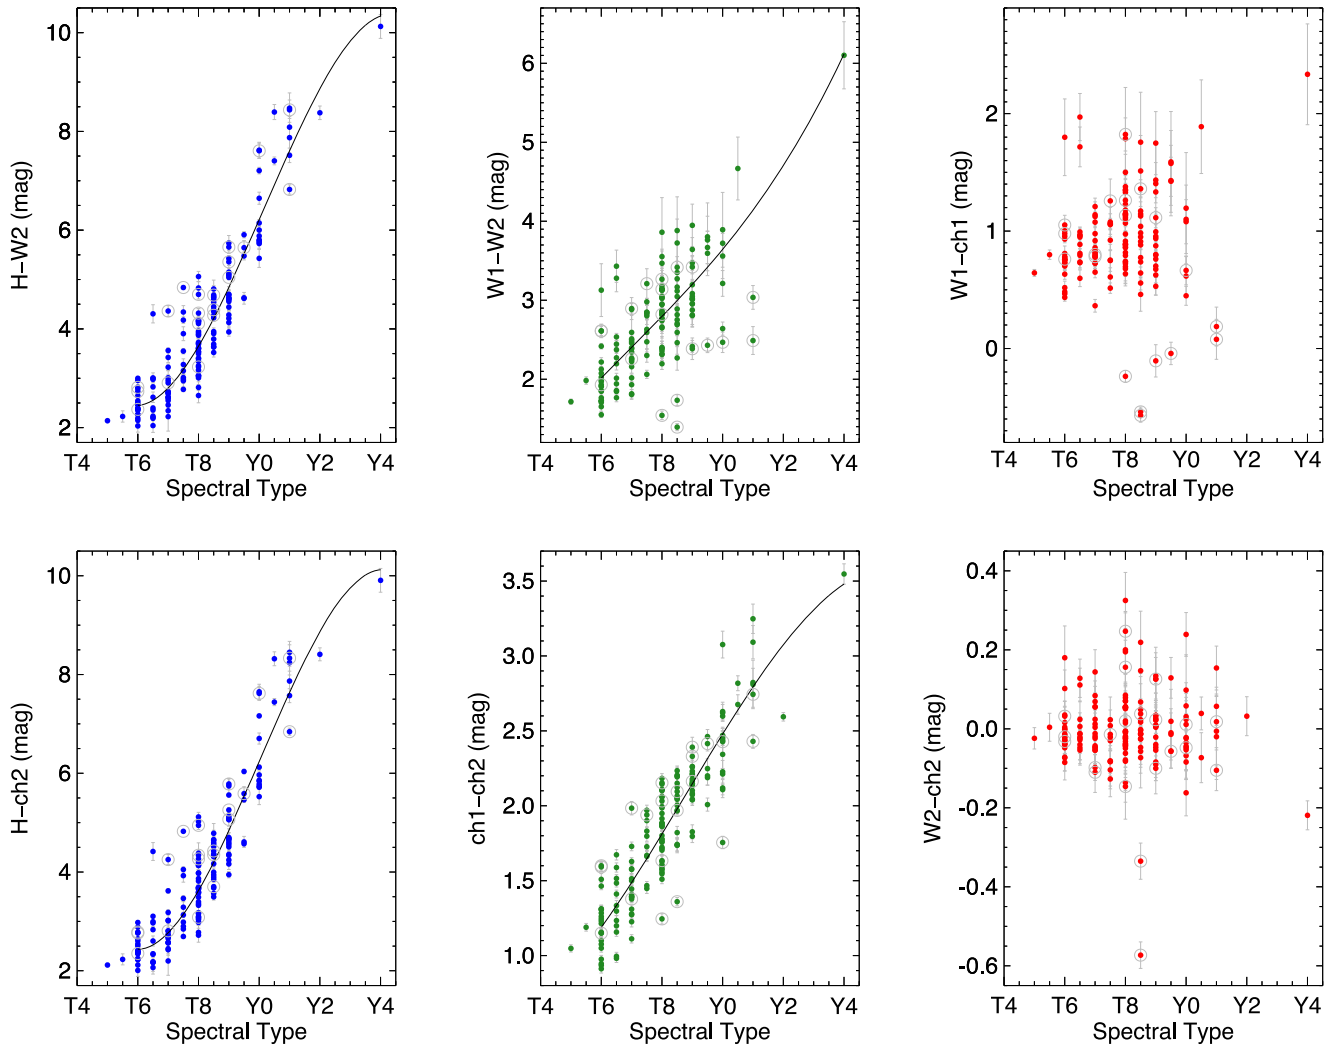 10
8
6
4
2
H−W2 (mag)
T4 T6 T8 Y0 Y2 Y4
Spectral Type
6
5
4
3
2
W1−W2 (mag)
T4 T6 T8 Y0 Y2 Y4
Spectral Type
2
1
0
W1−ch1 (mag)
T4 T6 T8 Y0 Y2 Y4
Spectral Type
10
8
6
4
2
H−ch2 (mag)
T4 T6 T8 Y0 Y2 Y4
Spectral Type
3.5
3.0
2.5
2.0
1.5
1.0
ch1−ch2 (mag)
T4 T6 T8 Y0 Y2 Y4
Spectral Type
0.4
0.2
0.0
-0.2
-0.4
-0.6
W2−ch2 (mag)
T4 T6 T8 Y0 Y2 Y4
Spectral Type